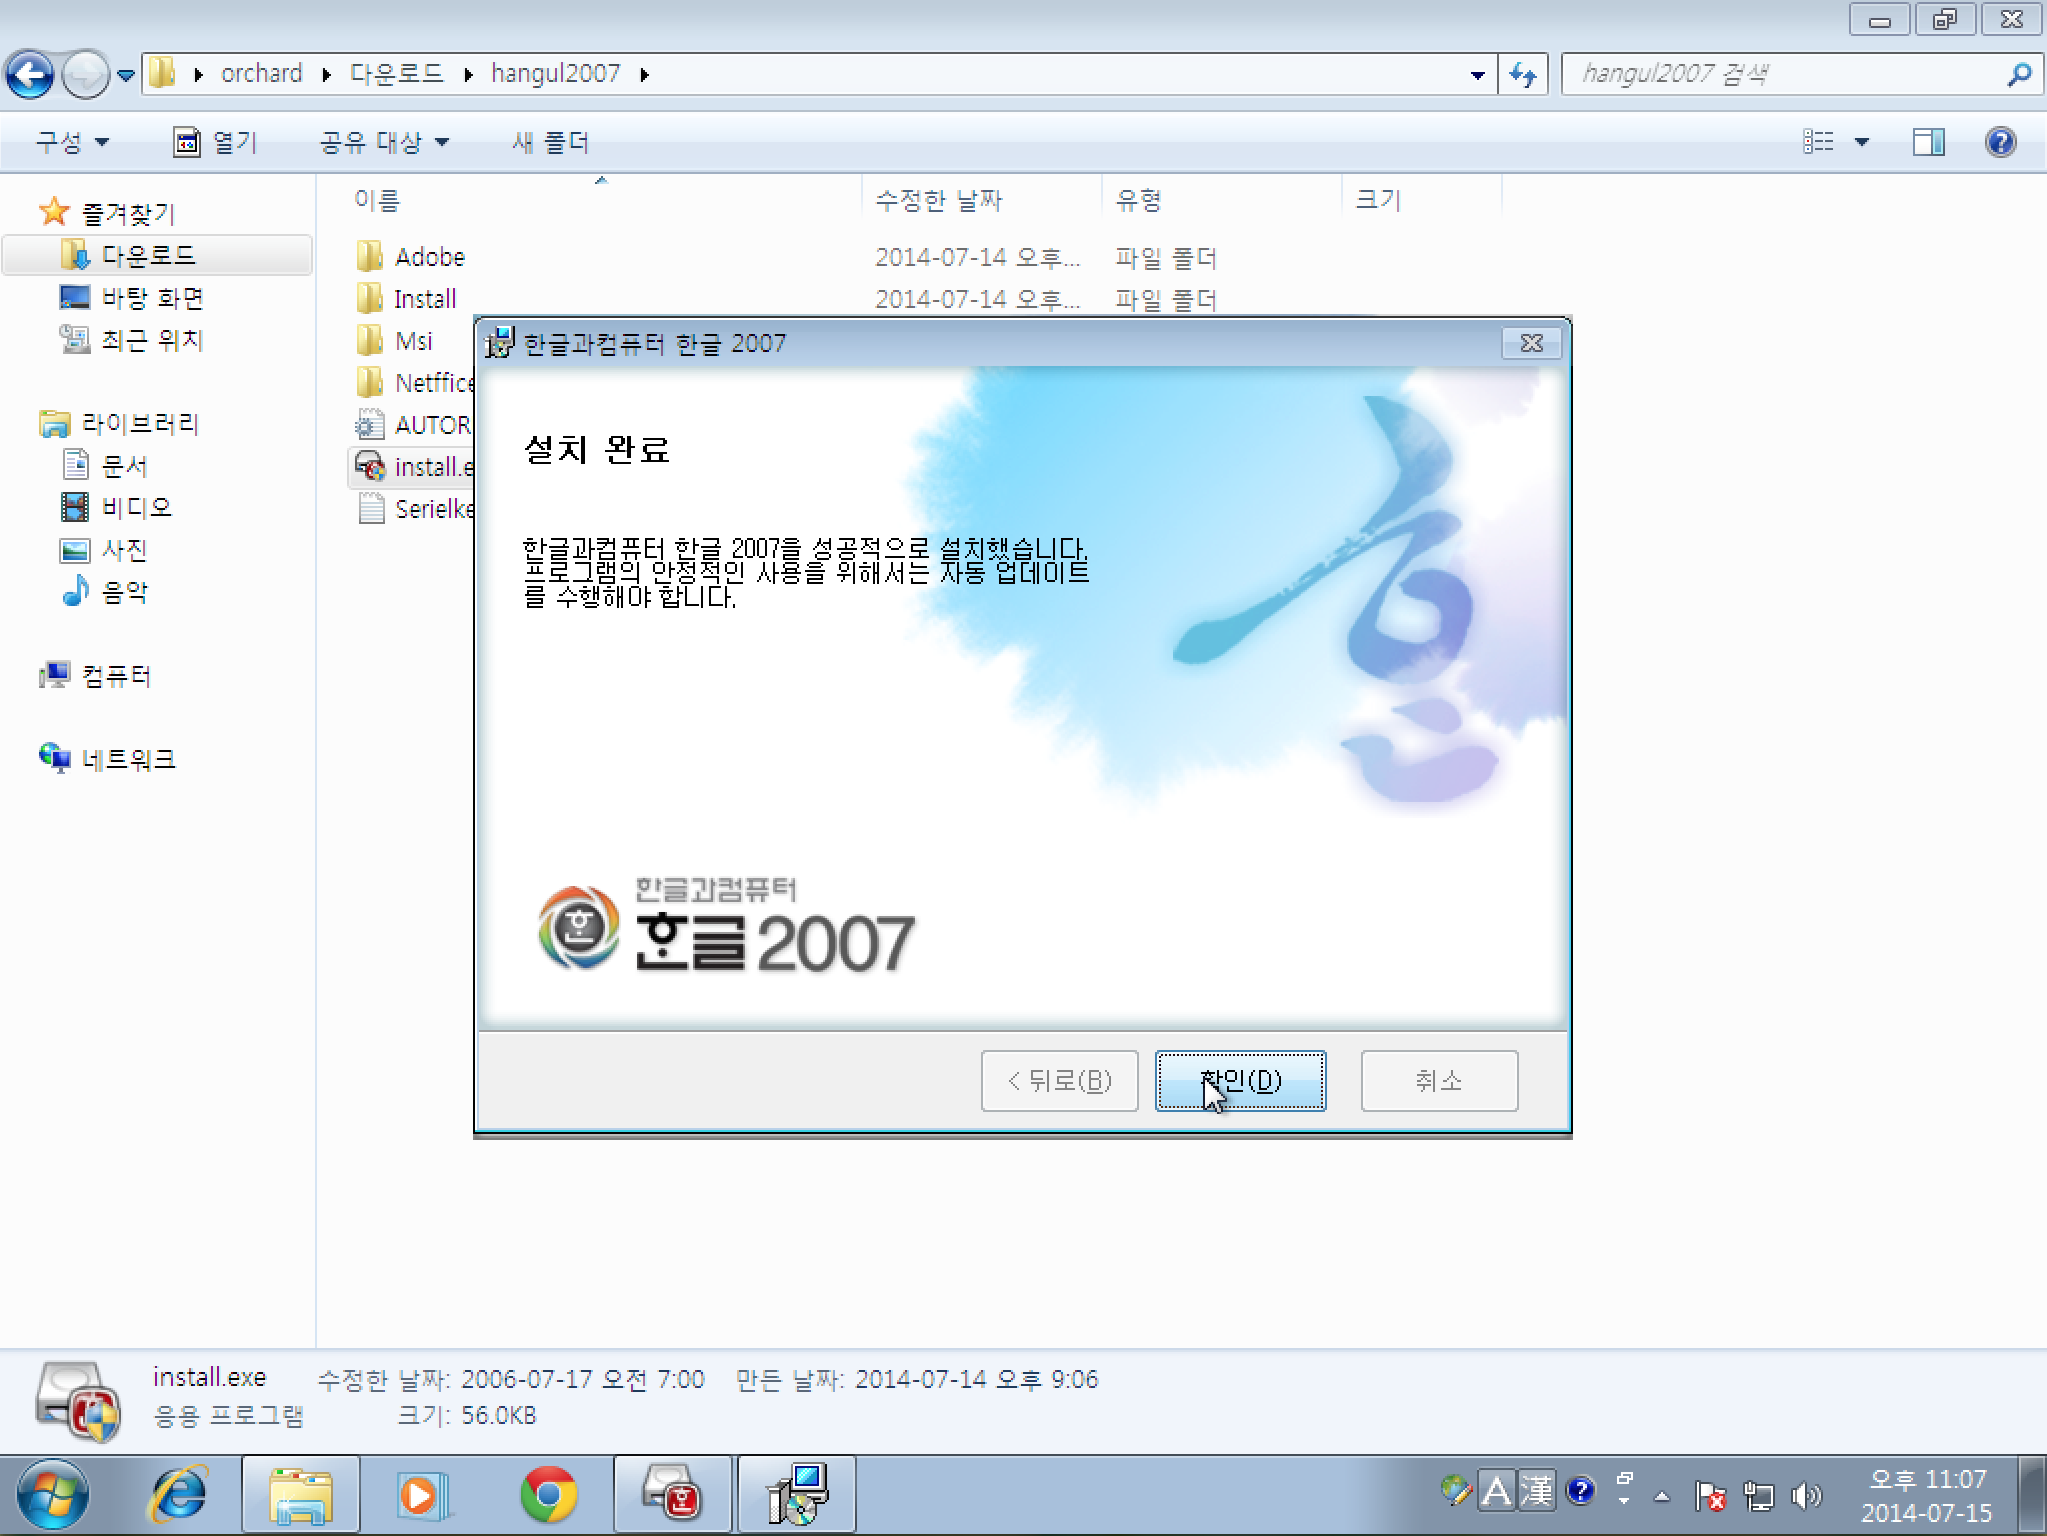 orchard 다운로드 hangul2007
hangul2007 검색
구성 열기 공유 대상 새 폴더
즐겨찾기
다운로드
바탕 화면
최근 위치
라이브러리
문서
비디오
사진
음악
컴퓨터
네트워크
이름 수정한 날짜 유형 크기
Adobe 2014-07-14 오후... 파일 폴더
Install 2014-07-14 오후... 파일 폴더
Msi
Netffice
AUTOR
install.e
Serielke
한글과컴퓨터 한글 2007
설치 완료
한글과컴퓨터 한글 2007을 성공적으로 설치했습니다.
프로그램의 안정적인 사용을 위해서는 자동 업데이트
를 수행해야 합니다.
한글과컴퓨터
한글 2007
< 뒤로(B) 확인(D) 취소
install.exe 수정한 날짜: 2006-07-17 오전 7:00 만든 날짜: 2014-07-14 오후 9:06
응용 프로그램 크기: 56.0KB
A 漢
오후 11:07
2014-07-15